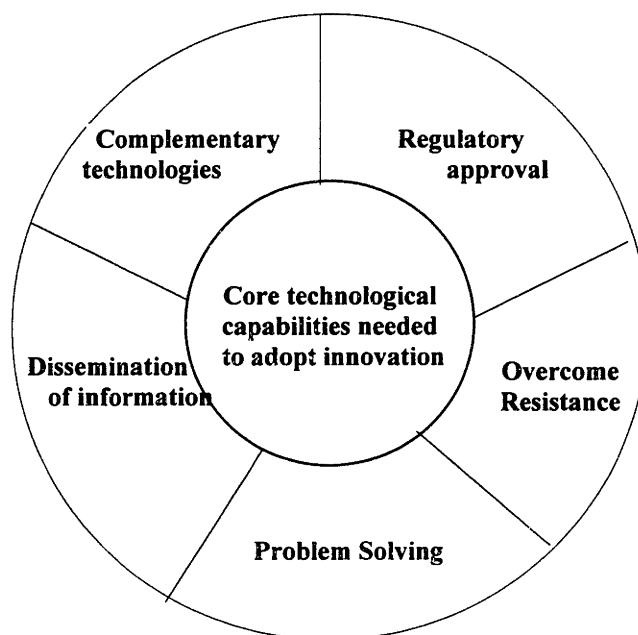 Complementary
technologies
Regulatory
approval
Core technological
capabilities needed
to adopt innovation
Dissemination
of information
Overcome
Resistance
Problem Solving